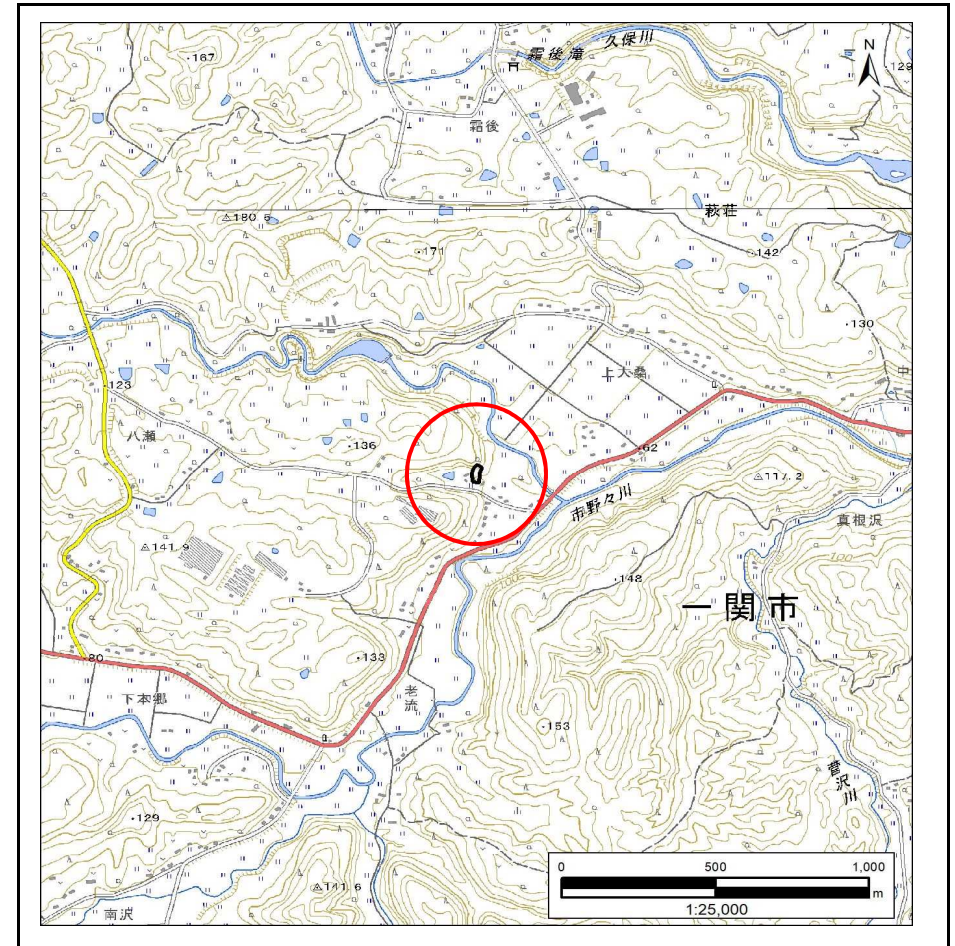 久保川
霜後滝
N
・167
129
霜後
萩荘
△180.6
・171
・142
・130
上大桑
中
・123
八瀬
・136
・62
△117.2
市野々川
真根沢
100
△141.9
・148
100
一関市
・133
・80
老流
下本郷
・153
菅沢川
・129
△141.6
南沢
0 500 1,000
m
1:25,000